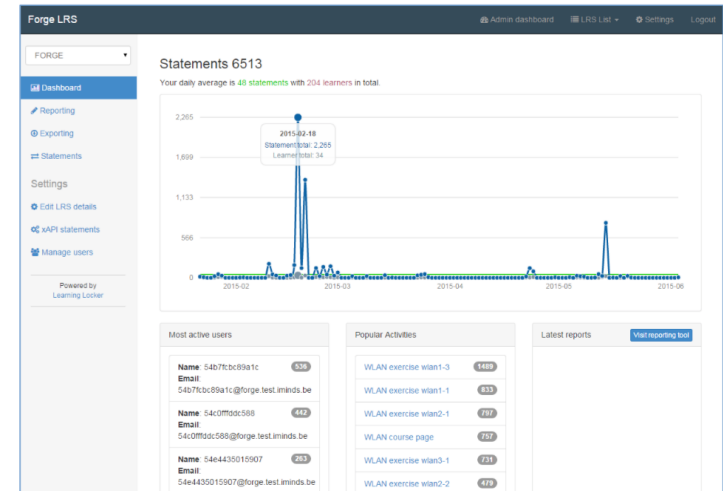 Forge LRS
Admin dashboard LRS List Settings Logout
FORGE
Dashboard
Reporting
Exporting
Statements
Settings
Edit LRS details
xAPI statements
Manage users
Powered by
Learning Locker
Statements 6513
Your daily average is 48 statements with 204 learners in total.
2,265
1,699
1,133
566
0
2015-02-18
Statement total: 2,265
Learner total: 34
2015-02 2015-03 2015-04 2015-05 2015-06
Most active users
Name: 54b7fcbc89a1c 536
Email:
54b7fcbc89a1c@forge.test.iminds.be
Name: 54c0fffddc588 442
Email:
54c0fffddc588@forge.test.iminds.be
Name: 54e4435015907 263
Email:
54e4435015907@forge.test.iminds.be
Popular Activities
WLAN exercise wlan1-3 1489
WLAN exercise wlan1-1 833
WLAN exercise wlan2-1 797
WLAN course page 757
WLAN exercise wlan3-1 731
WLAN exercise wlan2-2 479
Latest reports Visit reporting tool